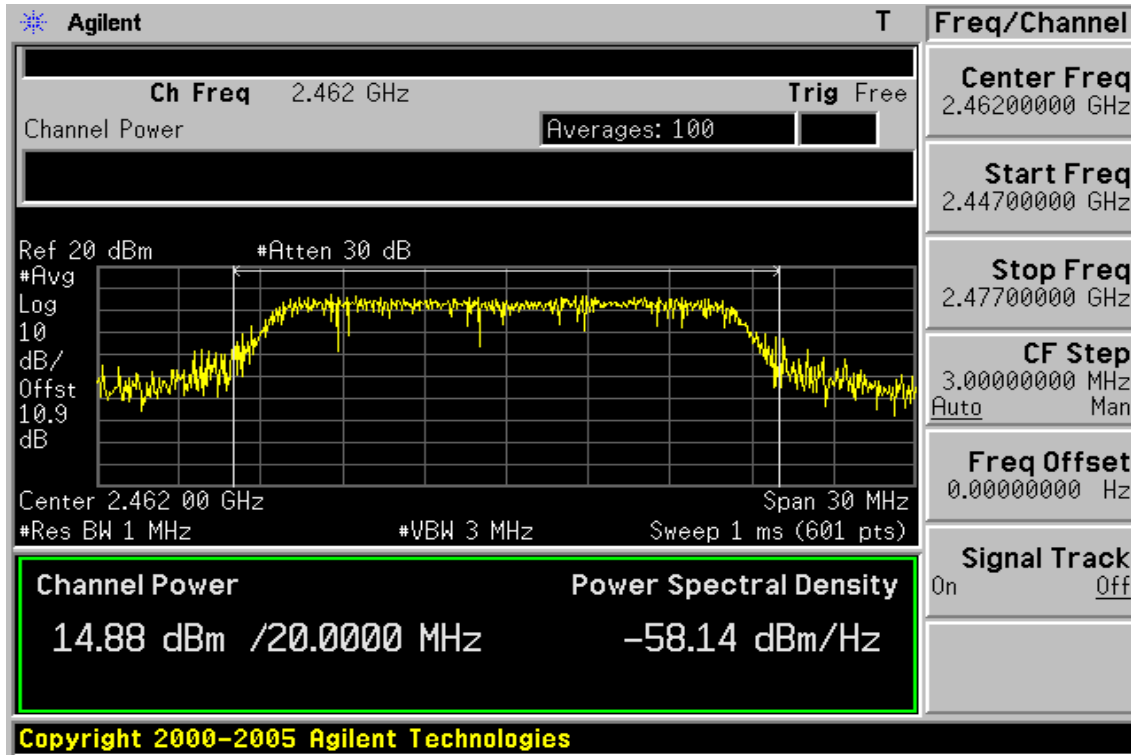 Agilent T
Ch Freq 2.462 GHz Trig Free
Channel Power Averages: 100
Ref 20 dBm #Atten 30 dB
#Avg
Log
10
dB/
Offst
10.9
dB
Center 2.462 00 GHz Span 30 MHz
#Res BW 1 MHz #VBW 3 MHz Sweep 1 ms (601 pts)
Channel Power Power Spectral Density
14.88 dBm /20.0000 MHz -58.14 dBm/Hz
Freq/Channel
Center Freq
2.46200000 GHz
Start Freq
2.44700000 GHz
Stop Freq
2.47700000 GHz
CF Step
3.00000000 MHz
Auto Man
Freq Offset
0.00000000 Hz
Signal Track
On Off
Copyright 2000-2005 Agilent Technologies